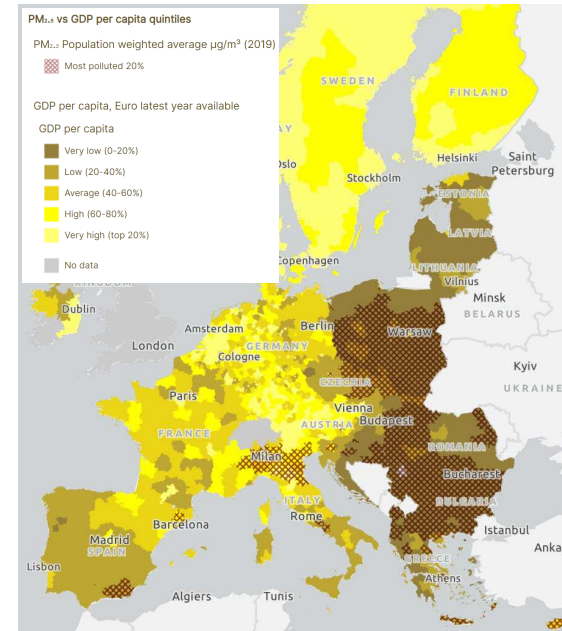 PM₂.₅ vs GDP per capita quintiles
PM₂.₅ Population weighted average µg/m³ (2019)
Most polluted 20%
GDP per capita, Euro latest year available
GDP per capita
Very low (0-20%)
Low (20-40%)
Average (40-60%)
High (60-80%)
Very high (top 20%)
No data
SWEDEN
FINLAND
AY
Oslo
Helsinki
Saint
Petersburg
Stockholm
ESTONIA
LATVIA
Copenhagen
LITHUANIA
KINGDOM
Vilnius
Minsk
BELARUS
Dublin
Amsterdam
Berlin
Warsaw
London
GERMANY
Cologne
Kyiv
CZECHIA
UKRAINE
Paris
Vienna
Budapest
AUSTRIA
FRANCE
ROMANIA
Milan
Bucharest
ITALY
BULGARIA
Rome
Barcelona
Istanbul
Madrid
SPAIN
Anka
GREECE
Lisbon
Athens
Algiers
Tunis